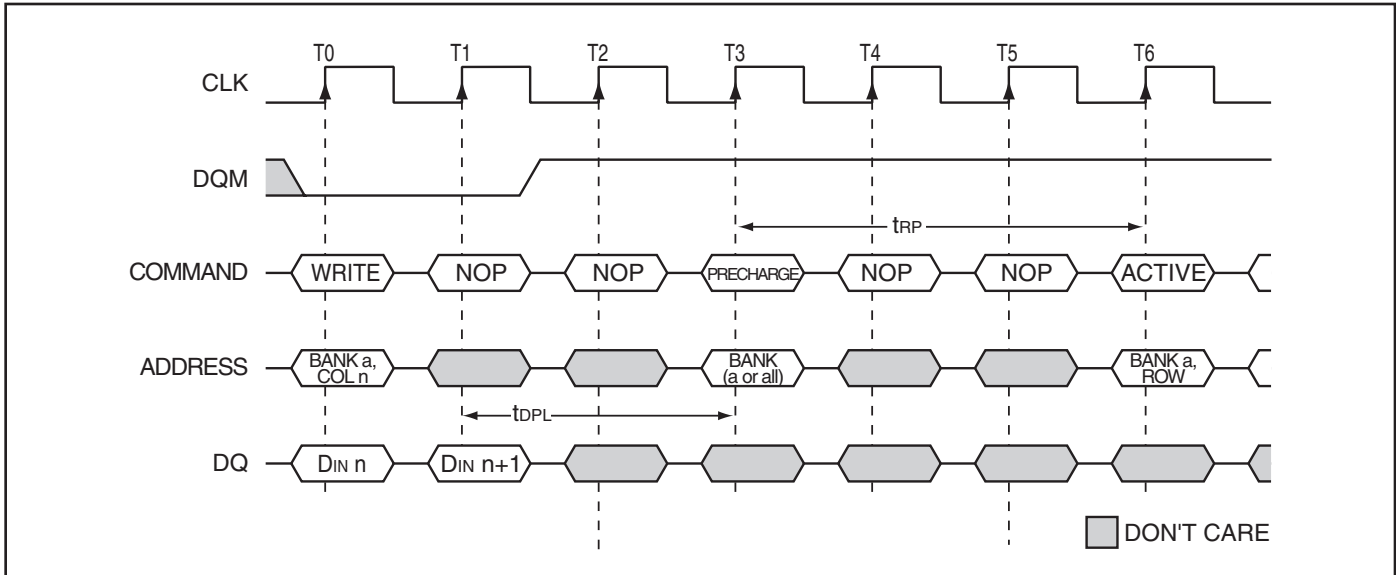 T0 T1 T2 T3 T4 T5 T6
CLK
DQM
tRP
COMMAND WRITE NOP NOP PRECHARGE NOP NOP ACTIVE
ADDRESS BANK a, BANK BANK a,
COL n (a or all) ROW
tDPL
DQ DIN n DIN n+1
DON'T CARE